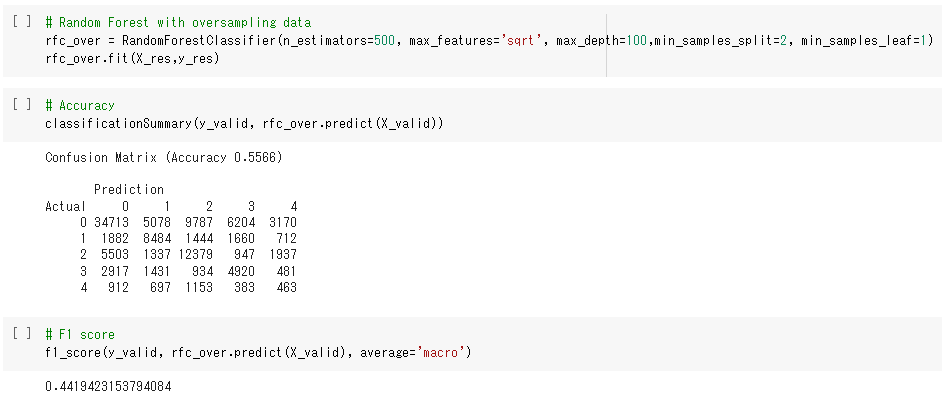 [ ] # Random Forest with oversampling data
rfc_over = RandomForestClassifier(n_estimators=500, max_features='sqrt', max_depth=100,min_samples_split=2, min_samples_leaf=1)
rfc_over.fit(X_res,y_res)
[ ] # Accuracy
classificationSummary(y_valid, rfc_over.predict(X_valid))
Confusion Matrix (Accuracy 0.5566)
Prediction
Actual 0 1 2 3 4
0 34713 5078 9787 6204 3170
1 1882 8484 1444 1660 712
2 5503 1337 12379 947 1937
3 2917 1431 934 4920 481
4 912 697 1153 383 463
[ ] # F1 score
f1_score(y_valid, rfc_over.predict(X_valid), average='macro')
0.4419423153794084